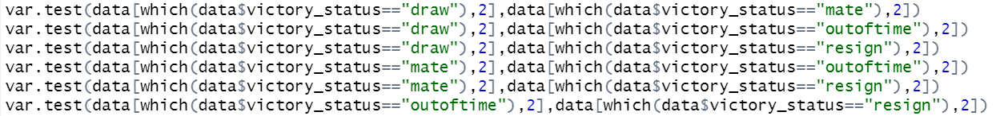 var.test(data[which(data$victory_status=="draw"),2],data[which(data$victory_status=="mate"),2])
var.test(data[which(data$victory_status=="draw"),2],data[which(data$victory_status=="outoftime"),2])
var.test(data[which(data$victory_status=="draw"),2],data[which(data$victory_status=="resign"),2])
var.test(data[which(data$victory_status=="mate"),2],data[which(data$victory_status=="outoftime"),2])
var.test(data[which(data$victory_status=="mate"),2],data[which(data$victory_status=="resign"),2])
var.test(data[which(data$victory_status=="outoftime"),2],data[which(data$victory_status=="resign"),2])